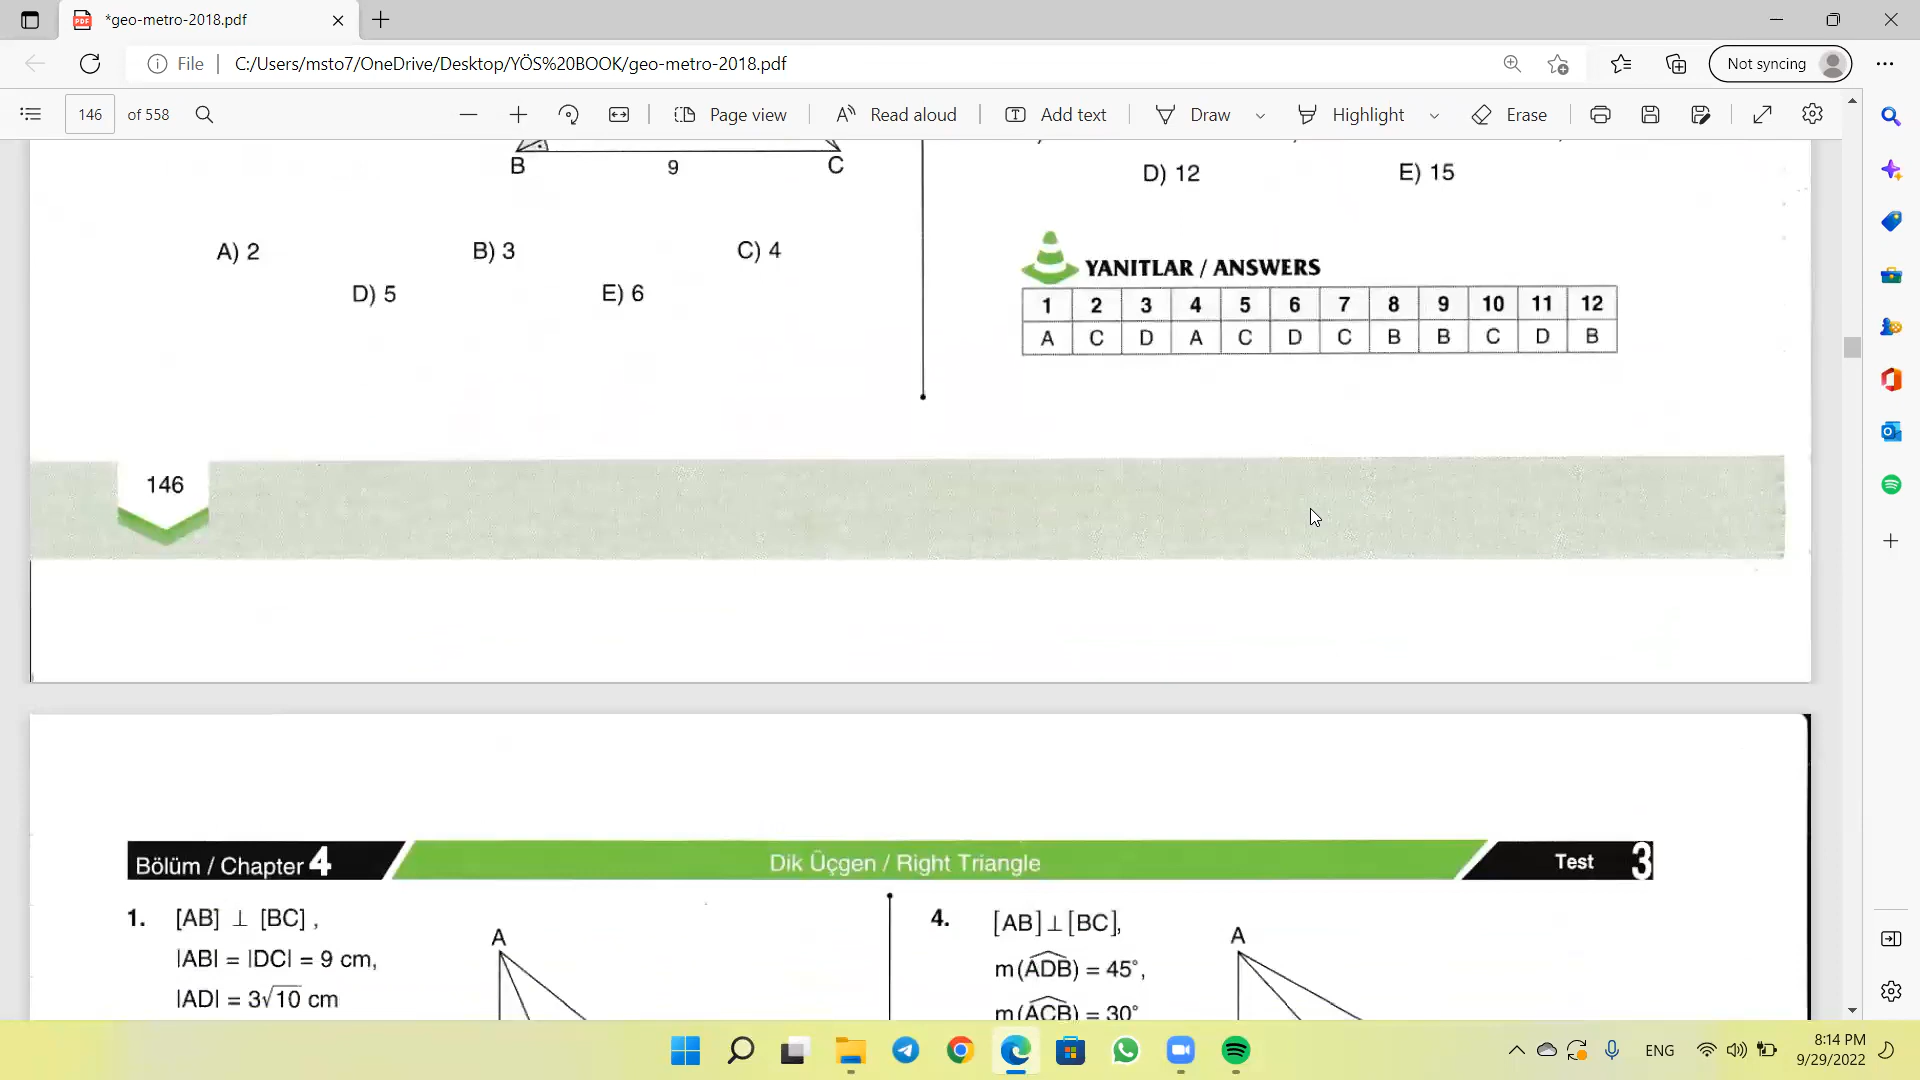 *geo-metro-2018.pdf
File
C:/Users/msto7/OneDrive/Desktop/YÖS%20BOOK/geo-metro-2018.pdf
Not syncing
146 of 558
Page view
Read aloud
Add text
Draw
Highlight
Erase
B 9 C
A) 2 B) 3 C) 4
D) 5 E) 6
D) 12 E) 15
YANITLAR / ANSWERS
1 2 3 4 5 6 7 8 9 10 11 12
A C D A C D C B B C D B
146
Bölüm / Chapter 4
Dik Üçgen / Right Triangle
Test 3
1. [AB] ⊥ [BC] ,
|AB| = |DC| = 9 cm,
|AD| = 3√10 cm
A
4. [AB]⊥[BC],
m(ADB) = 45°,
m(ACB) = 30°
A
ENG
8:14 PM
9/29/2022